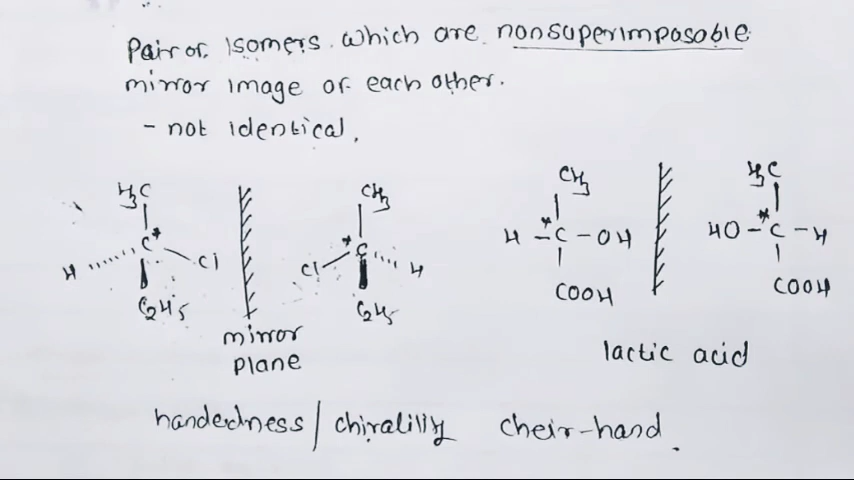 Pair of Isomers which are nonsuperimposable
mirror image of each other.
- not identical.
H3C
C*
H
Cl
C2H5
mirror
plane
CH3
*C
Cl
H
C2H5
CH3
*
H - C - OH
COOH
H3C
*
HO - C - H
COOH
lactic acid
handedness / chirality cheir-hand.